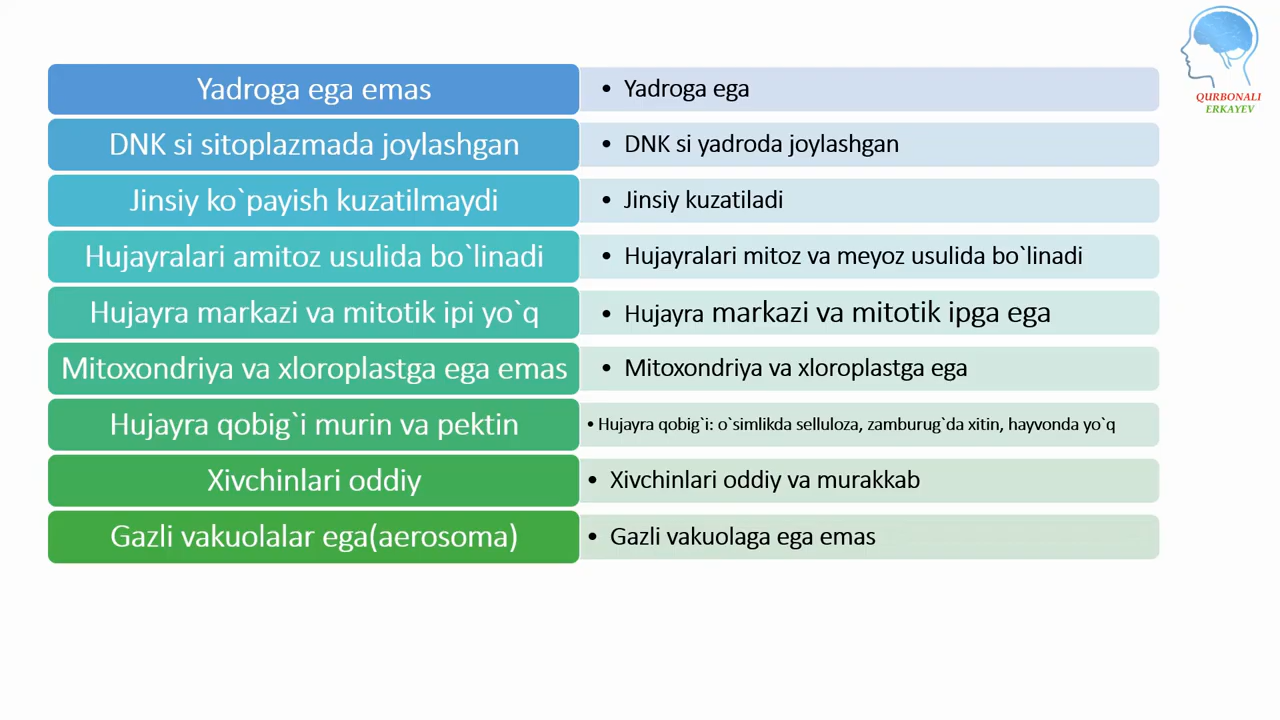 QURBONALI
ERKAYEV
Yadroga ega emas
• Yadroga ega
DNK si sitoplazmada joylashgan
• DNK si yadroda joylashgan
Jinsiy ko`payish kuzatilmaydi
• Jinsiy kuzatiladi
Hujayralari amitoz usulida bo`linadi
• Hujayralari mitoz va meyoz usulida bo`linadi
Hujayra markazi va mitotik ipi yo`q
• Hujayra markazi va mitotik ipga ega
Mitoxondriya va xloroplastga ega emas
• Mitoxondriya va xloroplastga ega
Hujayra qobig`i murin va pektin
• Hujayra qobig`i: o`simlikda selluloza, zamburug`da xitin, hayvonda yo`q
Xivchinlari oddiy
• Xivchinlari oddiy va murakkab
Gazli vakuolalar ega(aerosoma)
• Gazli vakuolaga ega emas